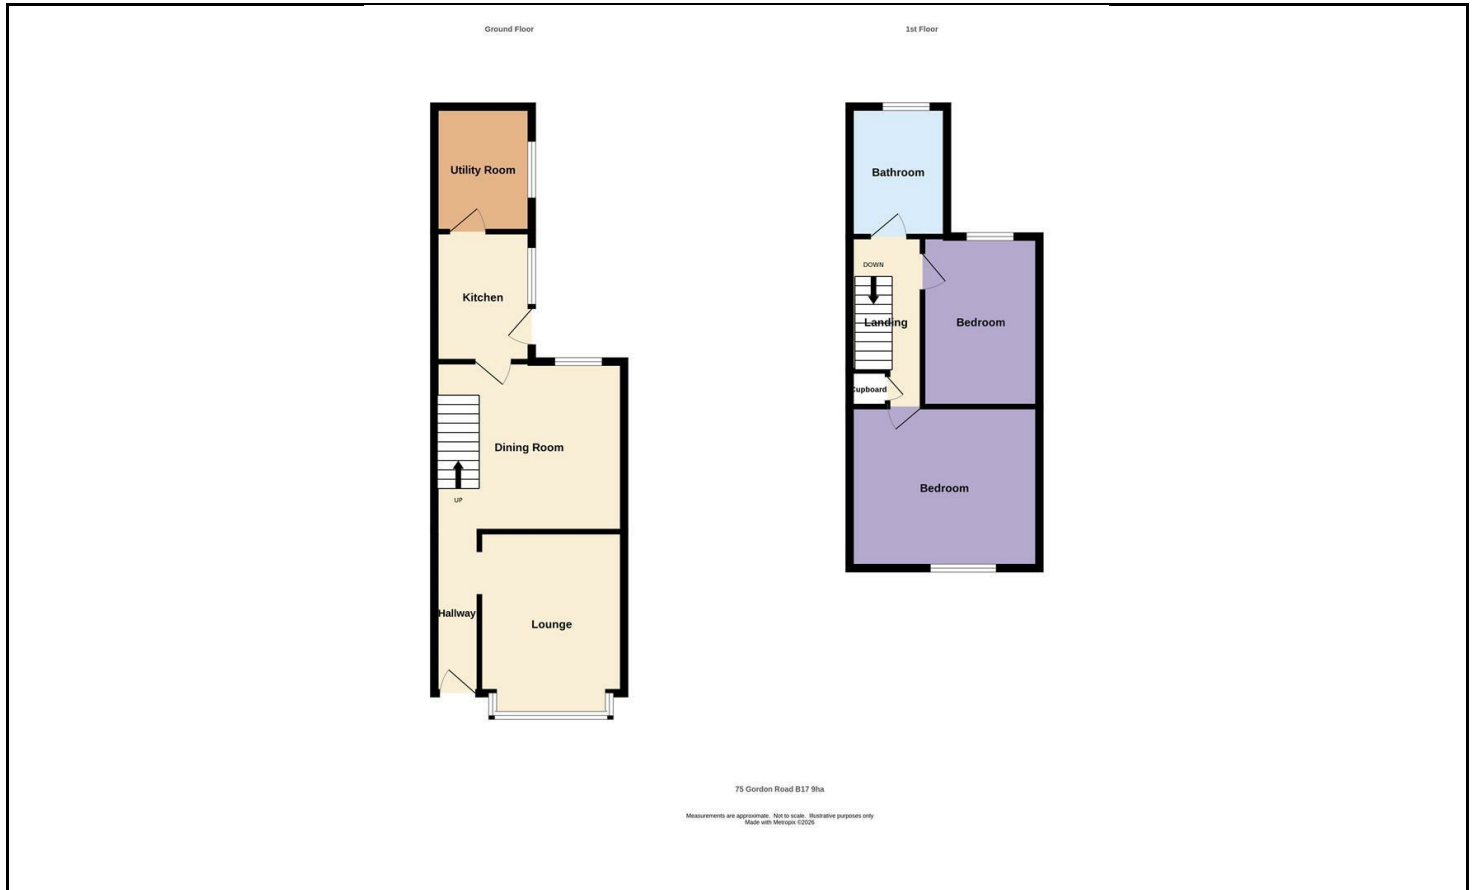 Ground Floor
1st Floor
Utility Room
Kitchen
Dining Room
UP
Hallway
Lounge
Bathroom
DOWN
Landing
Bedroom
Cupboard
Bedroom
75 Gordon Road B17 9ha
Measurements are approximate. Not to scale. Illustrative purposes only
Made with Metropix ©2026